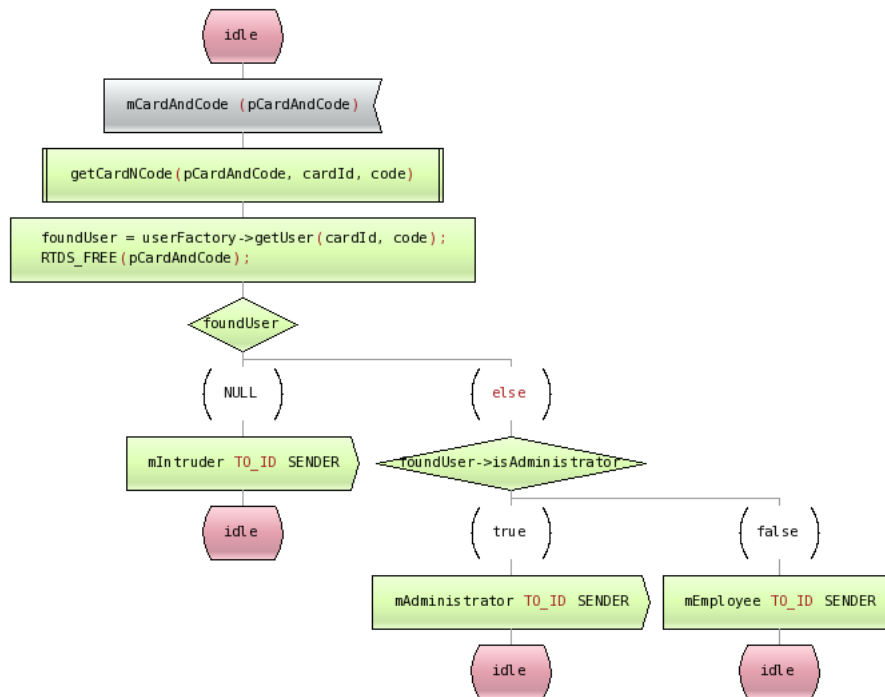 idle
mCardAndCode (pCardAndCode)
getCardNCode(pCardAndCode, cardId, code)
foundUser = userFactory->getUser(cardId, code);
RTDS_FREE(pCardAndCode);
foundUser
NULL
else
mIntruder TO_ID SENDER
foundUser->isAdministrator
idle
true
false
mAdministrator TO_ID SENDER
mEmployee TO_ID SENDER
idle
idle